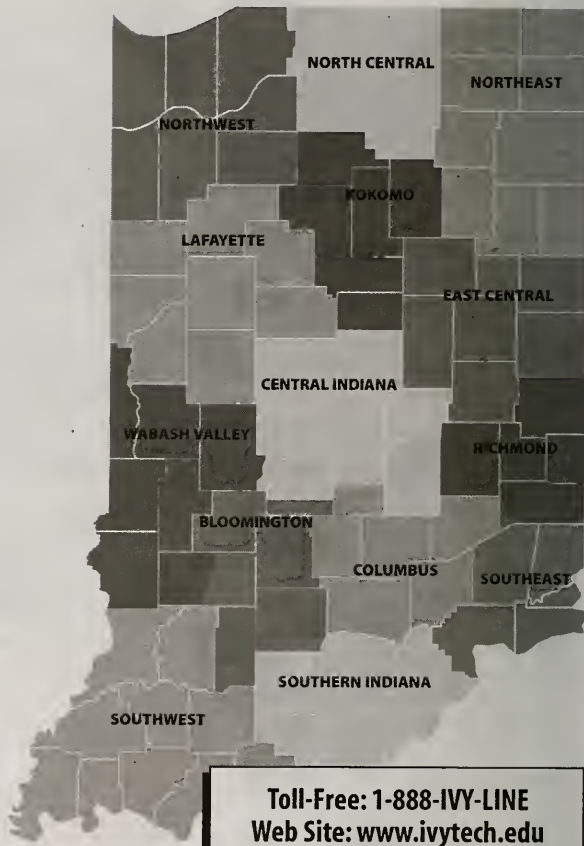 NORTH CENTRAL
NORTHEAST
NORTHWEST
KOKOMO
LAFAYETTE
EAST CENTRAL
CENTRAL INDIANA
WABASH VALLEY
RICHMOND
BLOOMINGTON
COLUMBUS
SOUTHEAST
SOUTHERN INDIANA
SOUTHWEST
Toll-Free: 1-888-IVY-LINE
Web Site: www.ivytech.edu